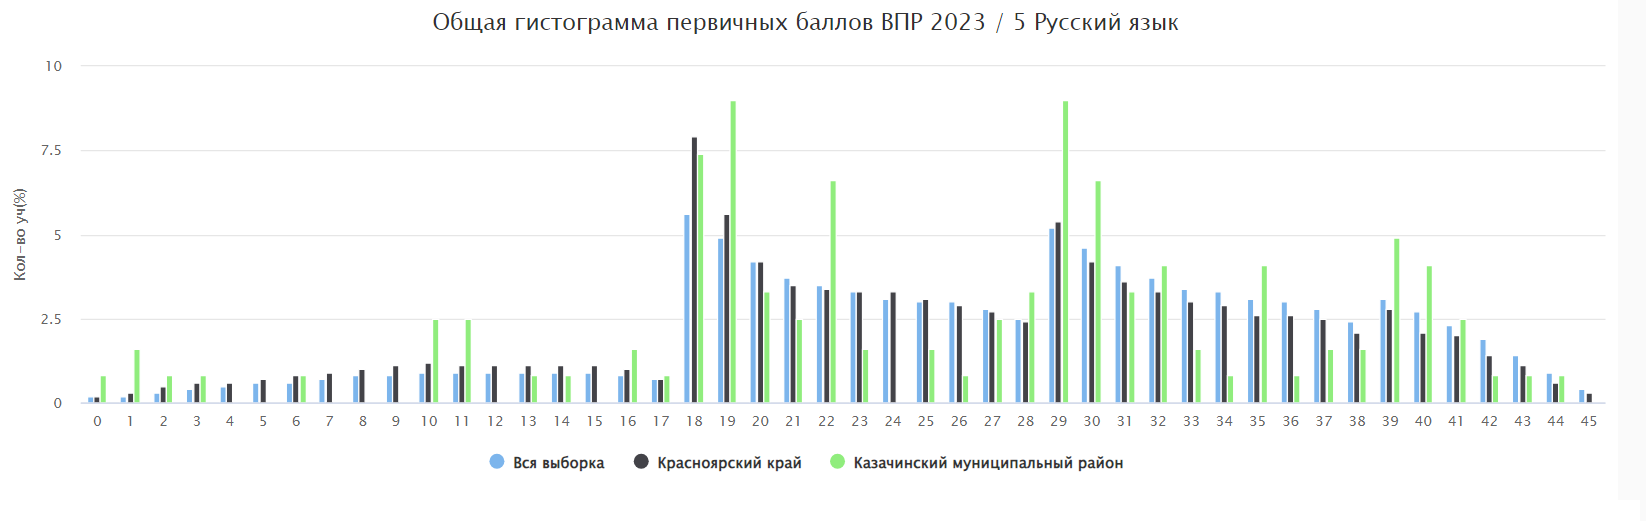 Общая гистограмма первичных баллов ВПР 2023 / 5 Русский язык
10
7.5
5
2.5
0
Кол-во уч(%)
0 1 2 3 4 5 6 7 8 9 10 11 12 13 14 15 16 17 18 19 20 21 22 23 24 25 26 27 28 29 30 31 32 33 34 35 36 37 38 39 40 41 42 43 44 45
Вся выборка Красноярский край Казачинский муниципальный район